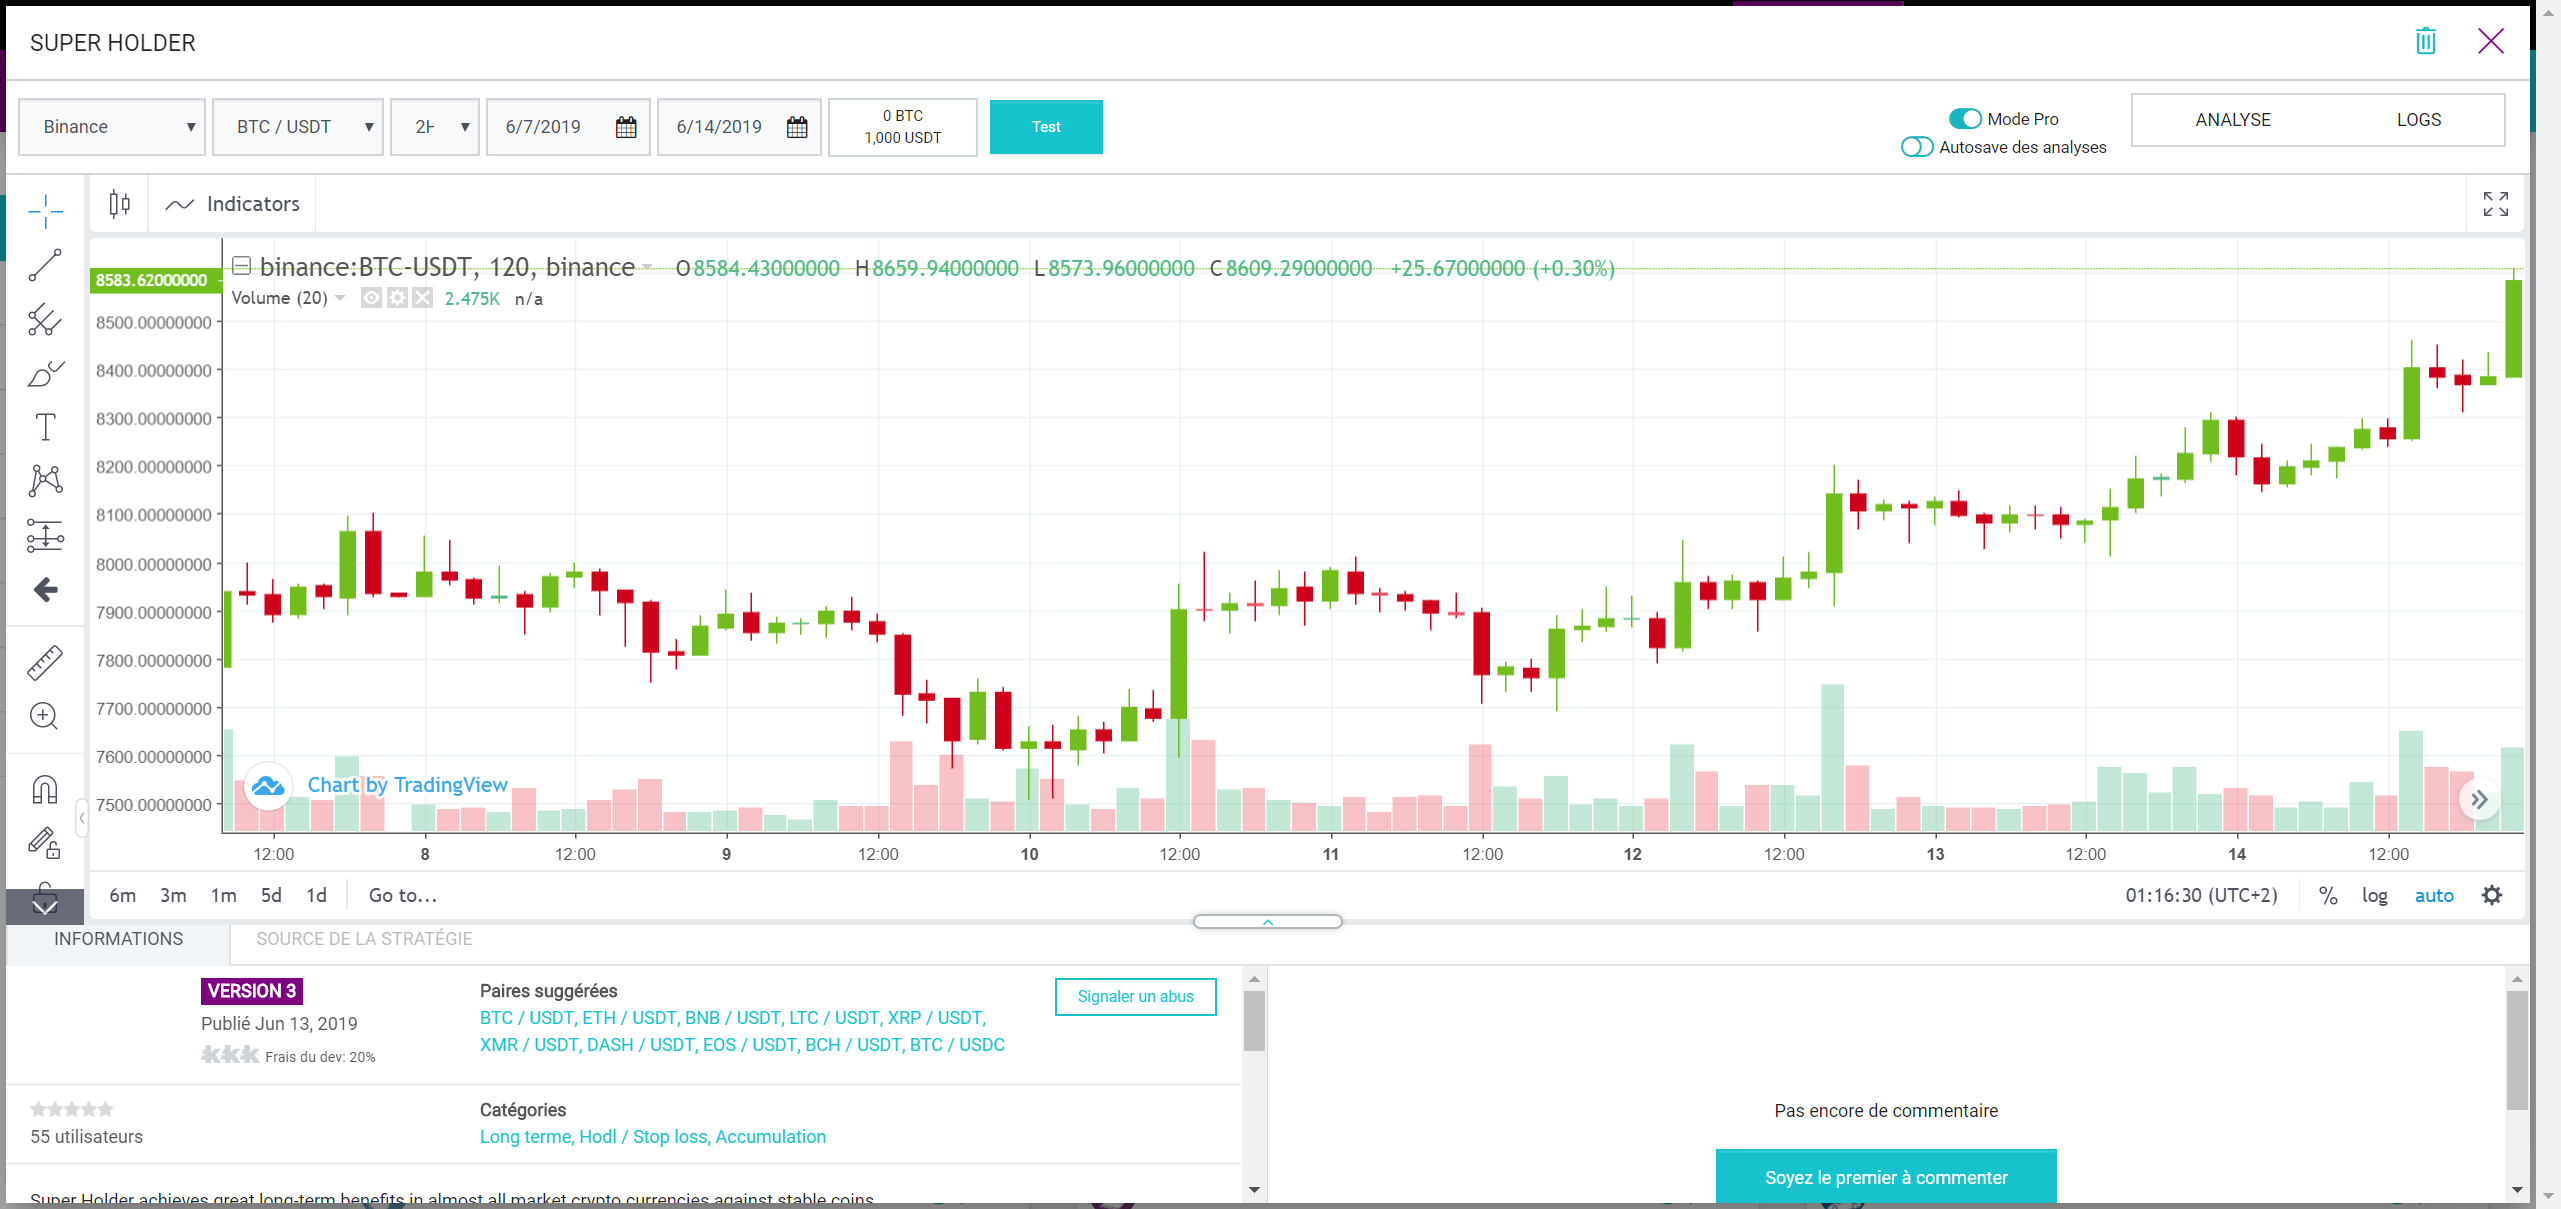 SUPER HOLDER
Binance
BTC / USDT
2H
6/7/2019
6/14/2019
0 BTC
1,000 USDT
Test
Mode Pro
Autosave des analyses
ANALYSE
LOGS
Indicators
binance:BTC-USDT, 120, binance O8584.43000000 H8659.94000000 L8573.96000000 C8609.29000000 +25.67000000 (+0.30%)
Volume (20) 2.475K n/a
8583.62000000
8500.00000000
8400.00000000
8300.00000000
8200.00000000
8100.00000000
8000.00000000
7900.00000000
7800.00000000
7700.00000000
7600.00000000
7500.00000000
Chart by TradingView
12:00 8 12:00 9 12:00 10 12:00 11 12:00 12 12:00 13 12:00 14 12:00
6m 3m 1m 5d 1d Go to...
01:16:30 (UTC+2) % log auto
INFORMATIONS
SOURCE DE LA STRATÉGIE
VERSION 3
Publié Jun 13, 2019
Frais du dev: 20%
Paires suggérées
BTC / USDT, ETH / USDT, BNB / USDT, LTC / USDT, XRP / USDT,
XMR / USDT, DASH / USDT, EOS / USDT, BCH / USDT, BTC / USDC
Signaler un abus
55 utilisateurs
Catégories
Long terme, Hodl / Stop loss, Accumulation
Super Holder achieves great long-term benefits in almost all market crypto currencies against stable coins
Pas encore de commentaire
Soyez le premier à commenter